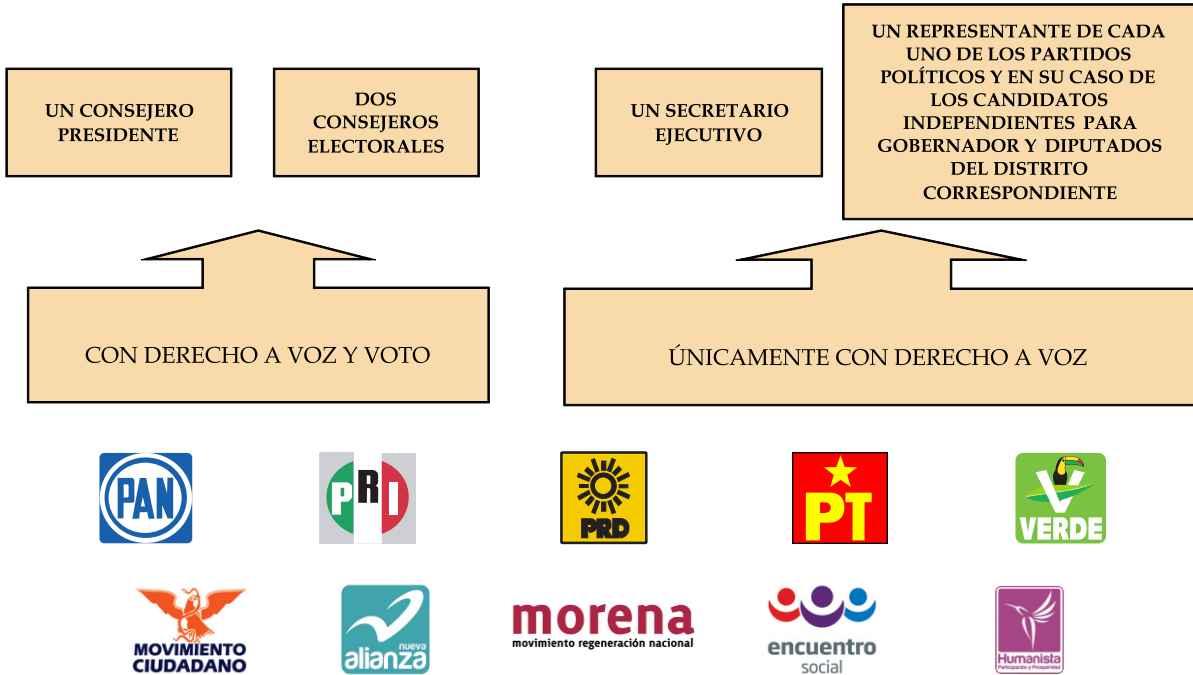 UN CONSEJERO
PRESIDENTE
DOS
CONSEJEROS
ELECTORALES
UN SECRETARIO
EJECUTIVO
UN REPRESENTANTE DE CADA
UNO DE LOS PARTIDOS
POLÍTICOS Y EN SU CASO DE
LOS CANDIDATOS
INDEPENDIENTES PARA
GOBERNADOR Y DIPUTADOS
DEL DISTRITO
CORRESPONDIENTE
CON DERECHO A VOZ Y VOTO
ÚNICAMENTE CON DERECHO A VOZ
PAN
PRI
PRD
PT
VERDE
MOVIMIENTO
CIUDADANO
nueva
alianza
morena
movimiento regeneración nacional
encuentro
social
Humanista
Participación y Prosperidad